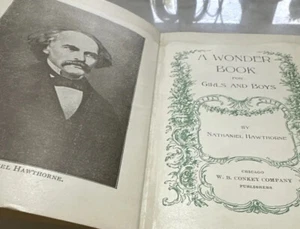 EL HAWTHORNE.
A WONDER
BOOK
FOR
GIRLS AND BOYS
BY
NATHANIEL HAWTHORNE
CHICAGO
W. B. CONKEY COMPANY
PUBLISHERS